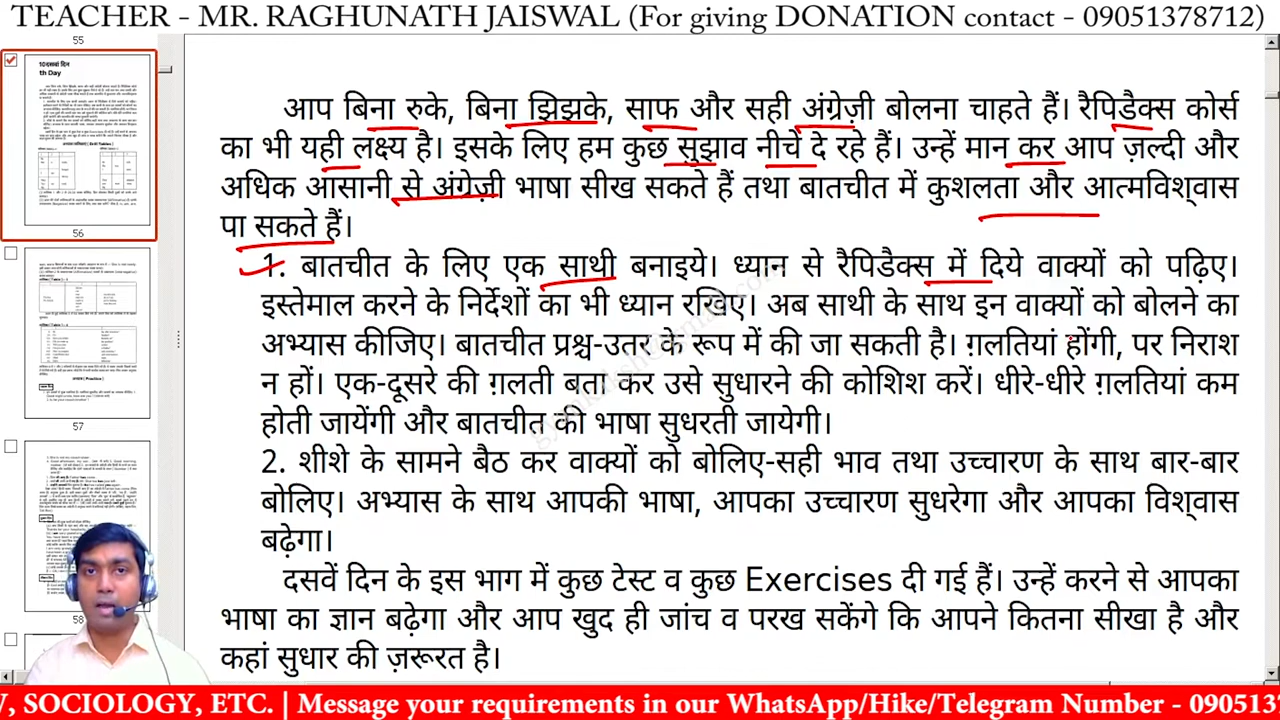 TEACHER - MR. RAGHUNATH JAISWAL (For giving DONATION contact - 09051378712)
55
10दसवां दिन
th Day
56
57
58
आप बिना रुके, बिना झिझके, साफ और सही अंग्रेज़ी बोलना चाहते हैं। रैपिडैक्स कोर्स
का भी यही लक्ष्य है। इसके लिए हम कुछ सुझाव नीचे दे रहे हैं। उन्हें मान कर आप ज़ल्दी और
अधिक आसानी से अंगेज़ी भाषा सीख सकते हैं तथा बातचीत में कुशलता और आत्मविश्वास
पा सकते हैं।
1. बातचीत के लिए एक साथी बनाइये। ध्यान से रैपिडैक्स में दिये वाक्यों को पढ़िए।
इस्तेमाल करने के निर्देशों का भी ध्यान रखिए। अब साथी के साथ इन वाक्यों को बोलने का
अभ्यास कीजिए। बातचीत प्रश्न-उतर के रूप में की जा सकती है। ग़लतियां होंगी, पर निराश
न हों। एक-दूसरे की ग़लती बता कर उसे सुधारने की कोशिश करें। धीरे-धीरे ग़लतियां कम
होती जायेंगी और बातचीत की भाषा सुधरती जायेगी।
2. शीशे के सामने बैठ कर वाक्यों को बोलिए-सही भाव तथा उच्चारण के साथ बार-बार
बोलिए। अभ्यास के साथ आपकी भाषा, आपका उच्चारण सुधरेगा और आपका विश्वास
बढ़ेगा।
दसवें दिन के इस भाग में कुछ टेस्ट व कुछ Exercises दी गई हैं। उन्हें करने से आपका
भाषा का ज्ञान बढ़ेगा और आप खुद ही जांच व परख सकेंगे कि आपने कितना सीखा है और
कहां सुधार की ज़रूरत है।
, SOCIOLOGY, ETC. | Message your requirements in our WhatsApp/Hike/Telegram Number - 090513